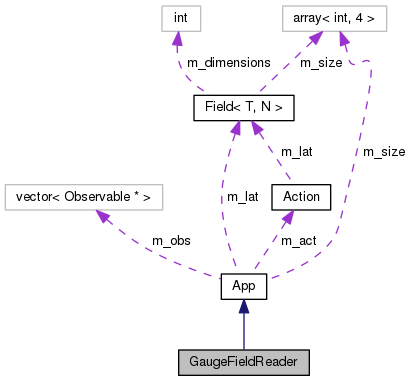 int
array< int, 4 >
m_dimensions
m_size
Field< T, N >
m_lat
m_size
vector< Observable * >
m_lat
Action
m_obs
m_act
App
GaugeFieldReader